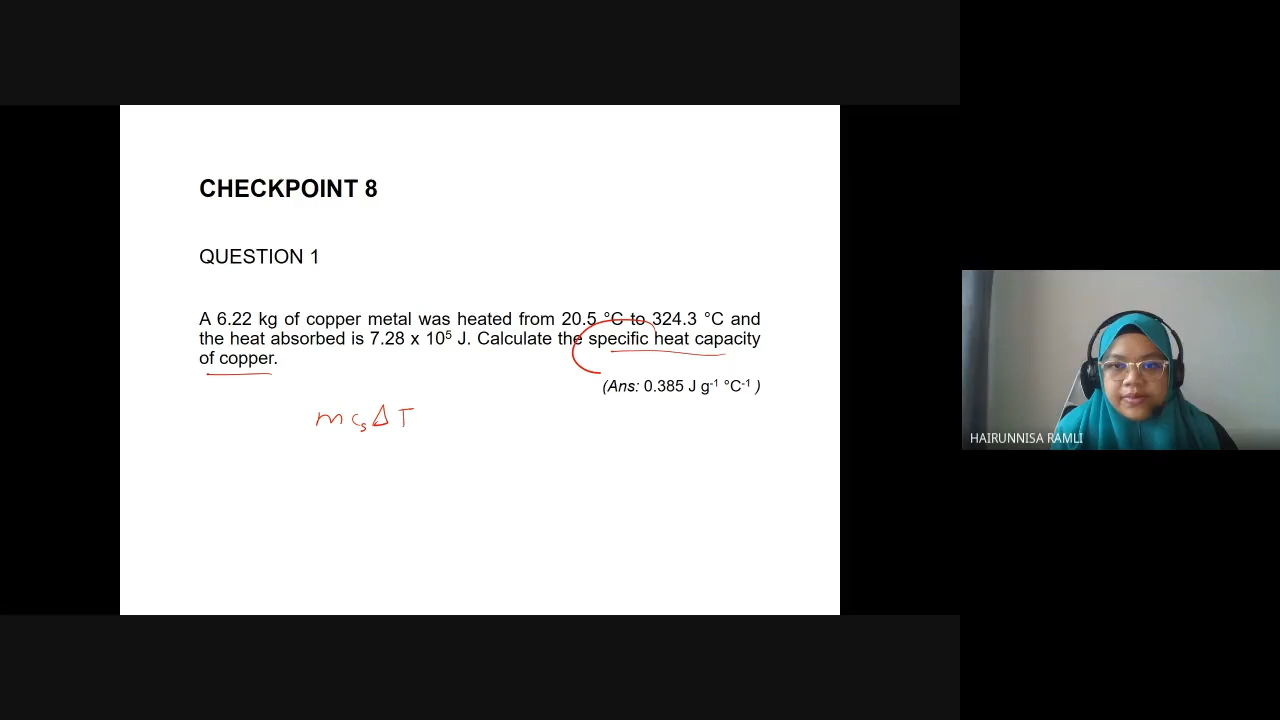 CHECKPOINT 8
QUESTION 1
A 6.22 kg of copper metal was heated from 20.5 °C to 324.3 °C and
the heat absorbed is 7.28 x 10⁵ J. Calculate the specific heat capacity
of copper.
(Ans: 0.385 J g⁻¹ °C⁻¹ )
m cₛ Δ T
HAIRUNNISA RAMLI